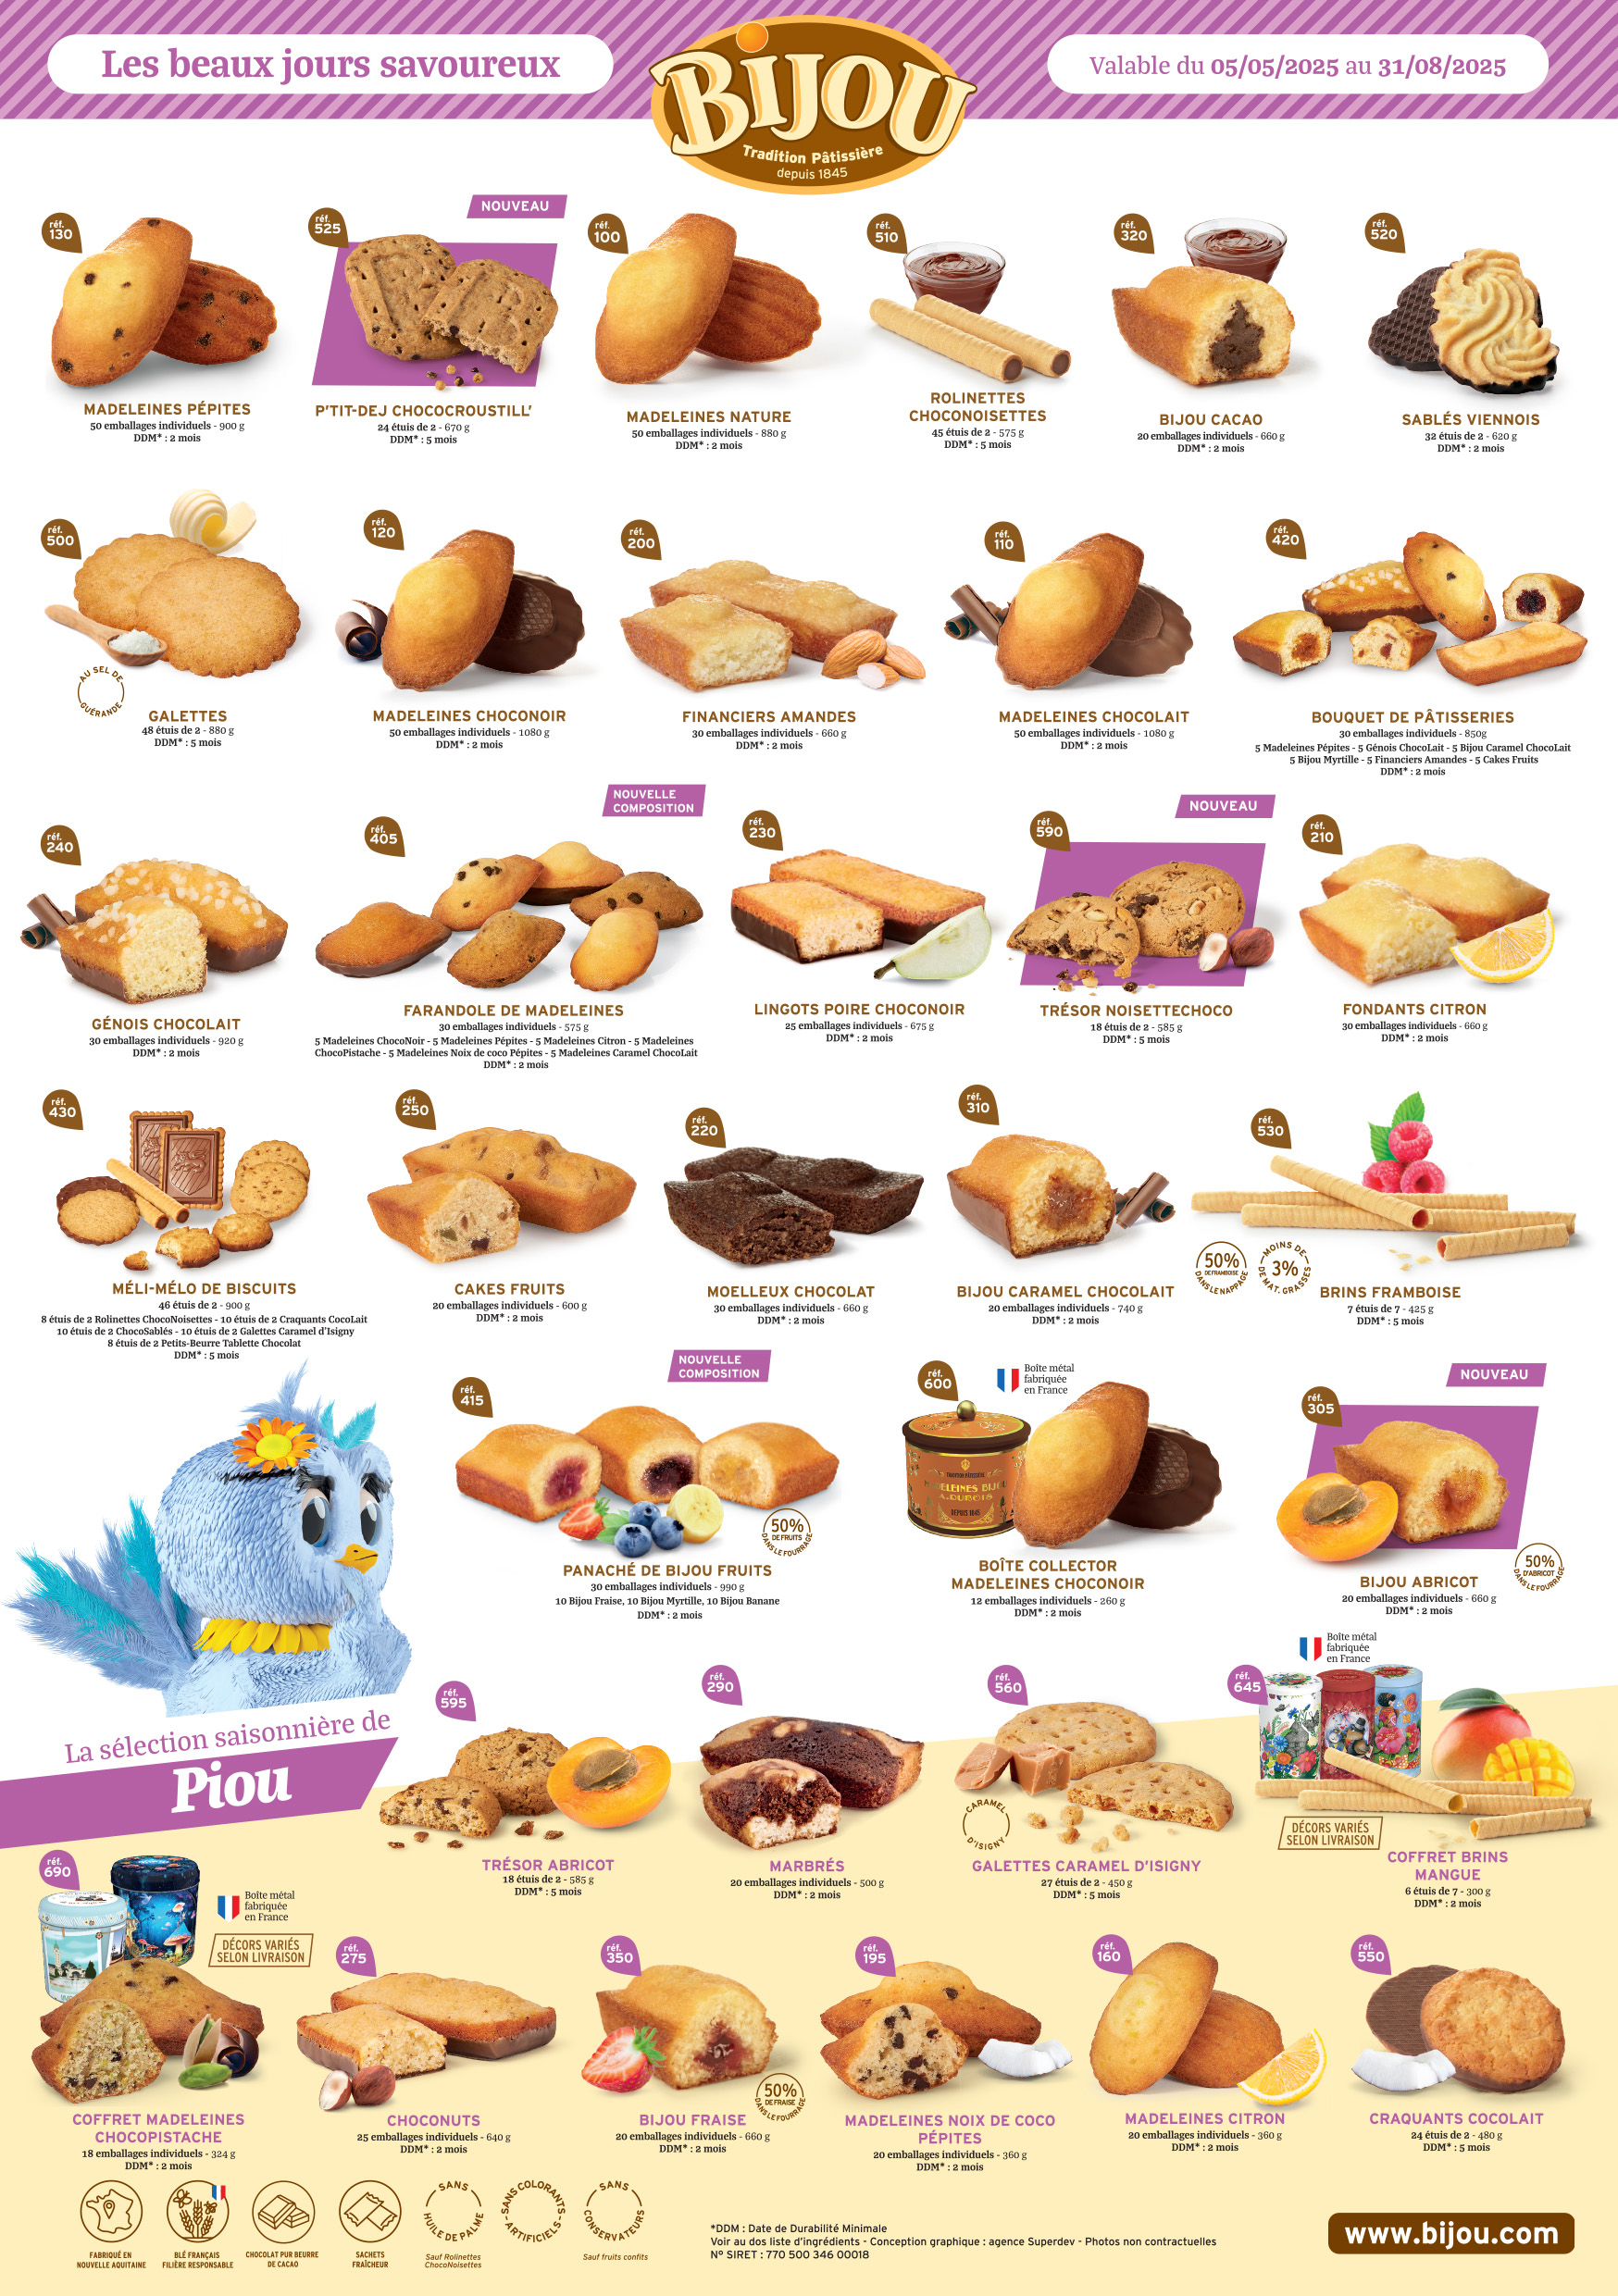 Les beaux jours savoureux
BIJOU
Tradition Pâtissière
depuis 1845
Valable du 05/05/2025 au 31/08/2025
réf.
130
MADELEINES PÉPITES
50 emballages individuels - 900 g
DDM* : 2 mois
NOUVEAU
réf.
525
P'TIT-DEJ CHOCOCROUSTILL'
24 étuis de 2 - 670 g
DDM* : 5 mois
réf.
100
MADELEINES NATURE
50 emballages individuels - 880 g
DDM* : 2 mois
réf.
510
ROLINETTES
CHOCONOISETTES
45 étuis de 2 - 575 g
DDM* : 5 mois
réf.
320
BIJOU CACAO
20 emballages individuels - 660 g
DDM* : 2 mois
réf.
520
SABLÉS VIENNOIS
32 étuis de 2 - 620 g
DDM* : 2 mois
réf.
500
AU SEL DE
GUÉRANDE
GALETTES
48 étuis de 2 - 880 g
DDM* : 5 mois
réf.
120
MADELEINES CHOCONOIR
50 emballages individuels - 1080 g
DDM* : 2 mois
réf.
200
FINANCIERS AMANDES
30 emballages individuels - 660 g
DDM* : 2 mois
réf.
110
MADELEINES CHOCOLAIT
50 emballages individuels - 1080 g
DDM* : 2 mois
réf.
420
BOUQUET DE PÂTISSERIES
30 emballages individuels - 850g
5 Madeleines Pépites - 5 Génois ChocoLait - 5 Bijou Caramel ChocoLait
5 Bijou Myrtille - 5 Financiers Amandes - 5 Cakes Fruits
DDM* : 2 mois
réf.
240
GÉNOIS CHOCOLAIT
30 emballages individuels - 920 g
DDM* : 2 mois
NOUVELLE
COMPOSITION
réf.
405
FARANDOLE DE MADELEINES
30 emballages individuels - 575 g
5 Madeleines ChocoNoir - 5 Madeleines Pépites - 5 Madeleines Citron - 5 Madeleines
ChocoPistache - 5 Madeleines Noix de coco Pépites - 5 Madeleines Caramel ChocoLait
DDM* : 2 mois
réf.
230
LINGOTS POIRE CHOCONOIR
25 emballages individuels - 675 g
DDM* : 2 mois
NOUVEAU
réf.
590
TRÉSOR NOISETTECHOCO
18 étuis de 2 - 585 g
DDM* : 5 mois
réf.
210
FONDANTS CITRON
30 emballages individuels - 660 g
DDM* : 2 mois
réf.
430
MÉLI-MÉLO DE BISCUITS
46 étuis de 2 - 900 g
8 étuis de 2 Rolinettes ChocoNoisettes - 10 étuis de 2 Craquants CocoLait
10 étuis de 2 ChocoSablés - 10 étuis de 2 Galettes Caramel d'Isigny
8 étuis de 2 Petits-Beurre Tablette Chocolat
DDM* : 5 mois
réf.
250
CAKES FRUITS
20 emballages individuels - 600 g
DDM* : 2 mois
réf.
220
MOELLEUX CHOCOLAT
30 emballages individuels - 660 g
DDM* : 2 mois
réf.
310
BIJOU CARAMEL CHOCOLAIT
20 emballages individuels - 740 g
DDM* : 2 mois
réf.
530
50%
DE FRAMBOISE
DANS LE NAPPAGE
MOINS DE
3%
DE MAT. GRASSES
BRINS FRAMBOISE
7 étuis de 7 - 425 g
DDM* : 5 mois
NOUVELLE
COMPOSITION
réf.
415
50%
DE FRUITS
DANS LE FOURRAGE
PANACHÉ DE BIJOU FRUITS
30 emballages individuels - 990 g
10 Bijou Fraise, 10 Bijou Myrtille, 10 Bijou Banane
DDM* : 2 mois
réf.
600
Boîte métal
fabriquée
en France
TRADITION PÂTISSIÈRE
MADELEINES BIJOU
A.DUBOIS
DEPUIS 1845
BOÎTE COLLECTOR
MADELEINES CHOCONOIR
12 emballages individuels - 260 g
DDM* : 2 mois
NOUVEAU
réf.
305
50%
D'ABRICOT
DANS LE FOURRAGE
BIJOU ABRICOT
20 emballages individuels - 660 g
DDM* : 2 mois
La sélection saisonnière de
Piou
réf.
595
TRÉSOR ABRICOT
18 étuis de 2 - 585 g
DDM* : 5 mois
réf.
290
MARBRÉS
20 emballages individuels - 500 g
DDM* : 2 mois
réf.
560
CARAMEL
D'ISIGNY
GALETTES CARAMEL D'ISIGNY
27 étuis de 2 - 450 g
DDM* : 5 mois
Boîte métal
fabriquée
en France
réf.
645
DÉCORS VARIÉS
SELON LIVRAISON
COFFRET BRINS
MANGUE
6 étuis de 7 - 300 g
DDM* : 2 mois
réf.
690
Boîte métal
fabriquée
en France
DÉCORS VARIÉS
SELON LIVRAISON
COFFRET MADELEINES
CHOCOPISTACHE
18 emballages individuels - 324 g
DDM* : 2 mois
réf.
275
CHOCONUTS
25 emballages individuels - 640 g
DDM* : 2 mois
réf.
350
50%
DE FRAISE
DANS LE FOURRAGE
BIJOU FRAISE
20 emballages individuels - 660 g
DDM* : 2 mois
réf.
195
MADELEINES NOIX DE COCO
PÉPITES
20 emballages individuels - 360 g
DDM* : 2 mois
réf.
160
MADELEINES CITRON
20 emballages individuels - 360 g
DDM* : 2 mois
réf.
550
CRAQUANTS COCOLAIT
24 étuis de 2 - 480 g
DDM* : 5 mois
FABRIQUÉ EN
NOUVELLE AQUITAINE
BLÉ FRANÇAIS
FILIÈRE RESPONSABLE
CHOCOLAT PUR BEURRE
DE CACAO
SACHETS
FRAÎCHEUR
SANS
HUILE DE PALME
Sauf Rolinettes
ChocoNoisettes
SANS COLORANTS
ARTIFICIELS
SANS
CONSERVATEURS
Sauf fruits confits
*DDM : Date de Durabilité Minimale
Voir au dos liste d'ingrédients - Conception graphique : agence Superdev - Photos non contractuelles
N° SIRET : 770 500 346 00018
www.bijou.com